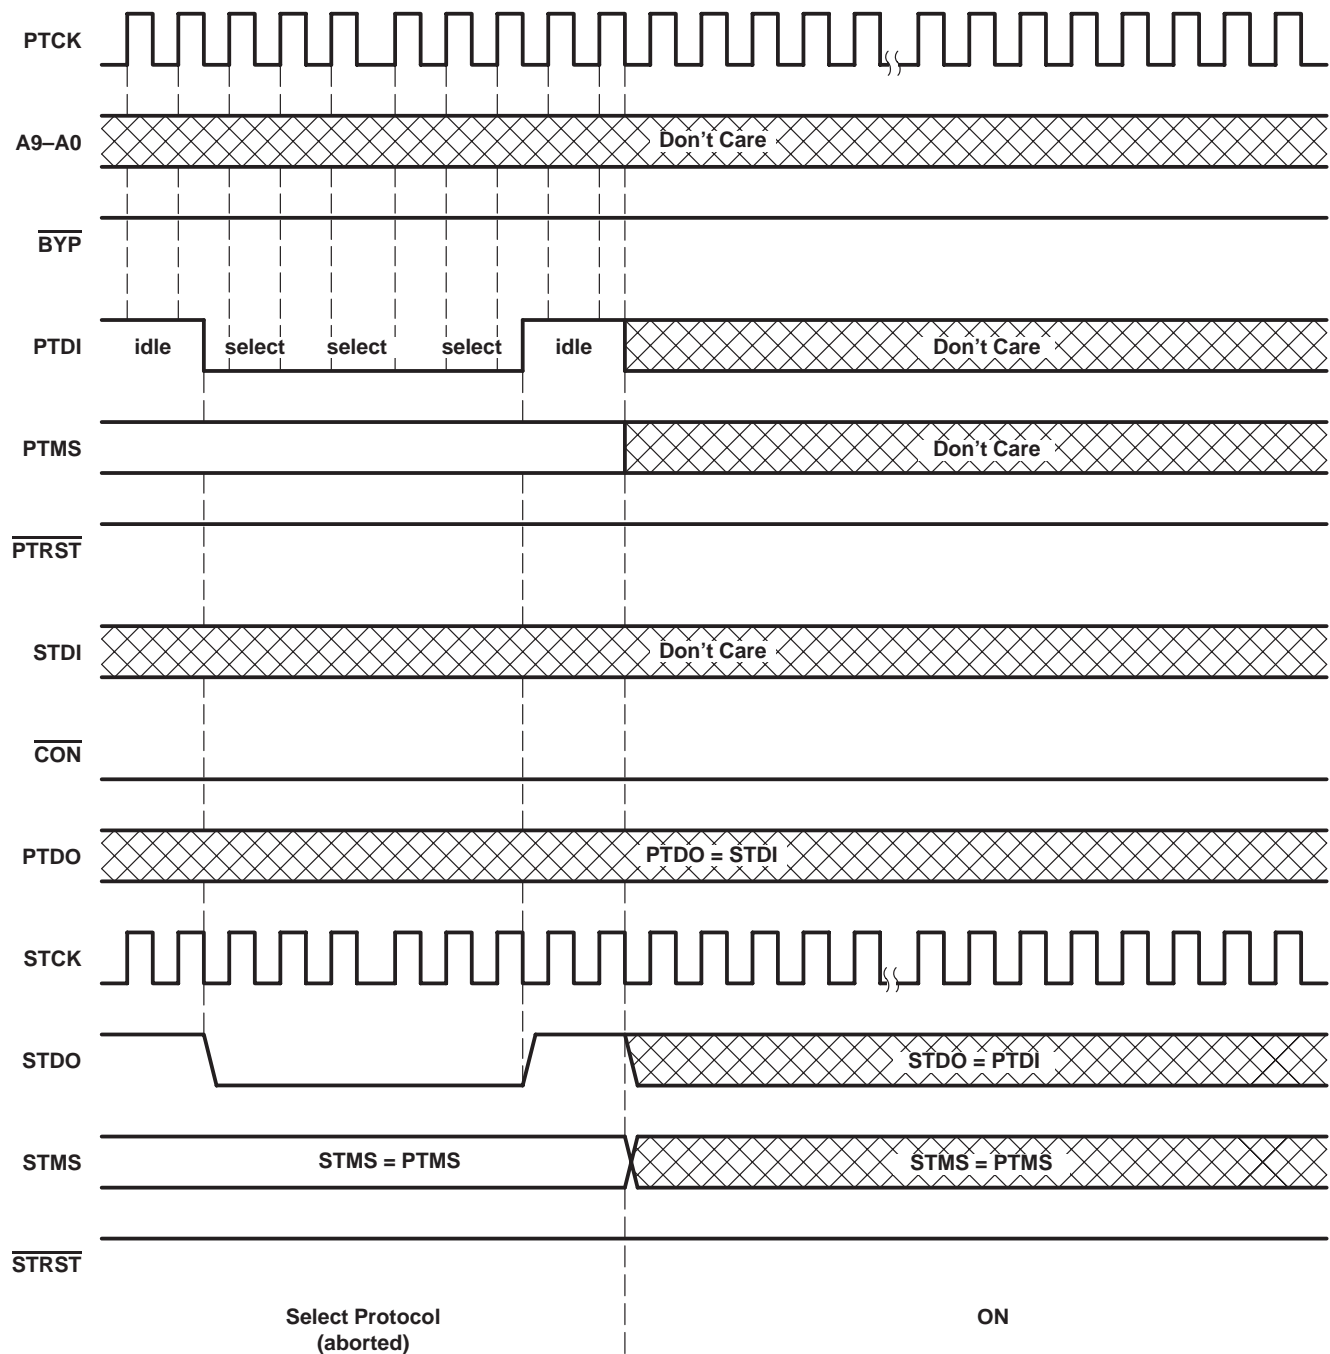 PTCK
A9–A0
Don't Care
BYP
PTDI
idle
select
select
select
idle
Don't Care
PTMS
Don't Care
PTRST
STDI
Don't Care
CON
PTDO
PTDO = STDI
STCK
STDO
STDO = PTDI
STMS
STMS = PTMS
STMS = PTMS
STRST
Select Protocol
(aborted)
ON